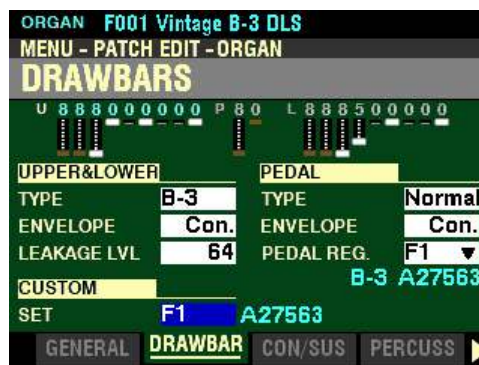 ORGAN F001 Vintage B-3 DLS
MENU - PATCH EDIT - ORGAN
DRAWBARS
U 8 8 8 0 0 0 0 0 0 P 8 0 L 8 8 8 5 0 0 0 0 0
UPPER&LOWER PEDAL
TYPE B-3 TYPE Normal
ENVELOPE Con. ENVELOPE Con.
LEAKAGE LVL 64 PEDAL REG. F1 ▼
B-3 A27563
CUSTOM
SET F1 A27563
GENERAL DRAWBAR CON/SUS PERCUSS